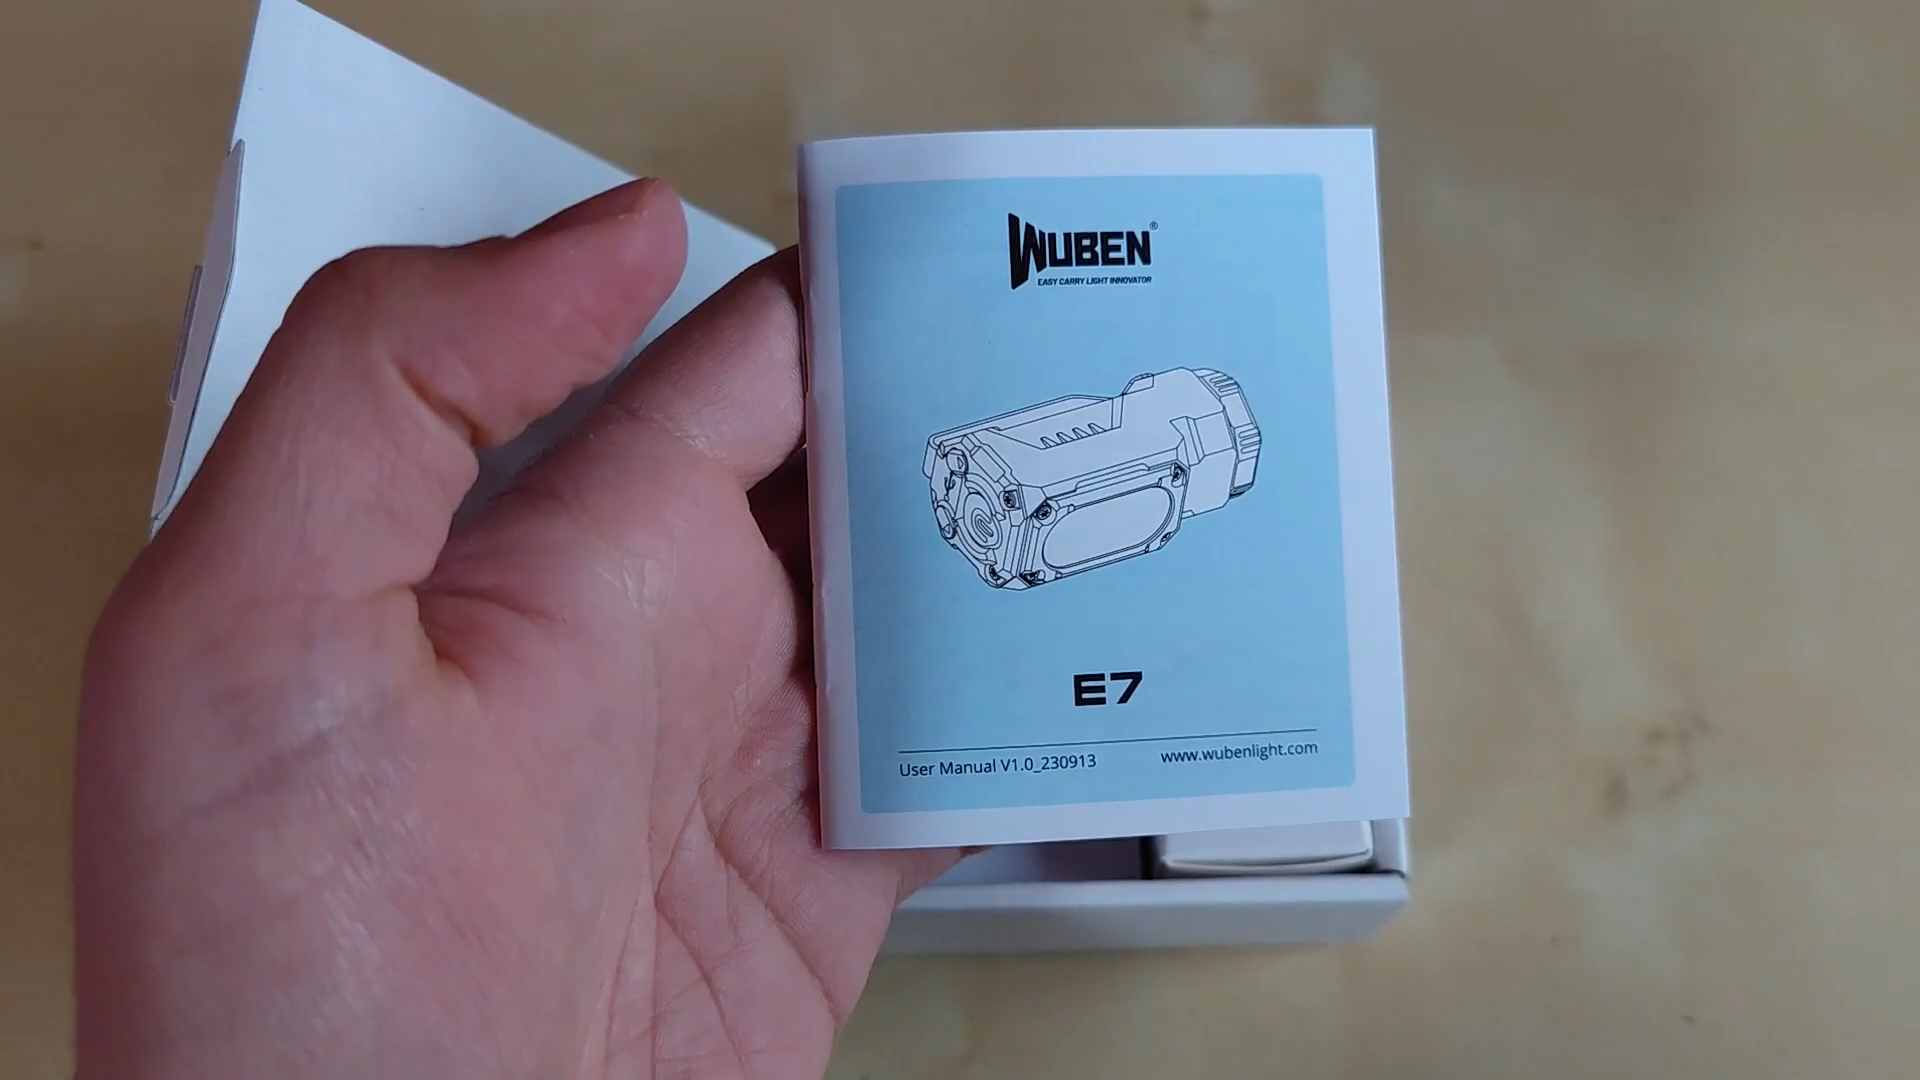 WUBEN®
EASY CARRY LIGHT INNOVATOR
E7
User Manual V1.0_230913
www.wubenlight.com